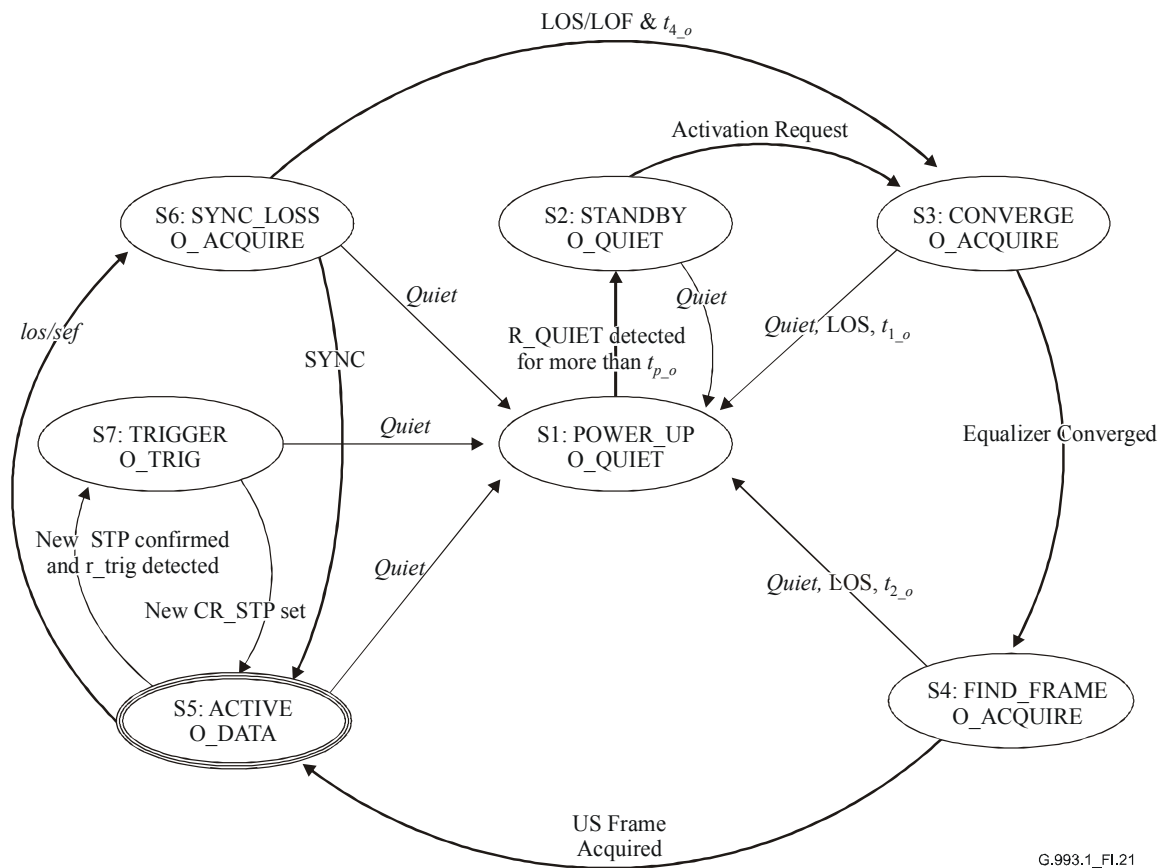 LOS/LOF & t4_o
Activation Request
S6: SYNC_LOSS
O_ACQUIRE
S2: STANDBY
O_QUIET
S3: CONVERGE
O_ACQUIRE
Quiet
Quiet
los/sef
R_QUIET detected
for more than tp_o
Quiet, LOS, t1_o
SYNC
S7: TRIGGER
O_TRIG
Quiet
S1: POWER_UP
O_QUIET
Equalizer Converged
New STP confirmed
and r_trig detected
Quiet
Quiet, LOS, t2_o
New CR_STP set
S5: ACTIVE
O_DATA
S4: FIND_FRAME
O_ACQUIRE
US Frame
Acquired
G.993.1_FI.21